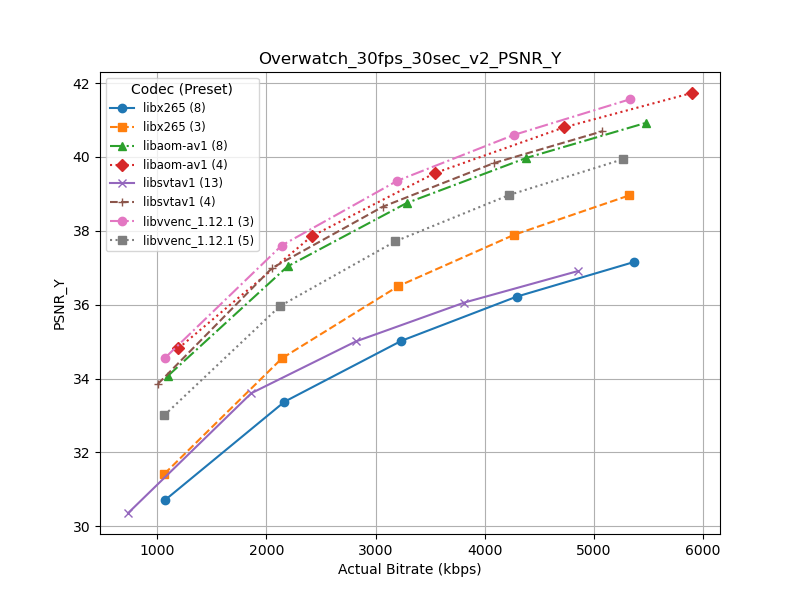 Overwatch_30fps_30sec_v2_PSNR_Y
PSNR_Y
42
40
38
36
34
32
30
Codec (Preset)
libx265 (8)
libx265 (3)
libaom-av1 (8)
libaom-av1 (4)
libsvtav1 (13)
libsvtav1 (4)
libvvenc_1.12.1 (3)
libvvenc_1.12.1 (5)
1000 2000 3000 4000 5000 6000
Actual Bitrate (kbps)